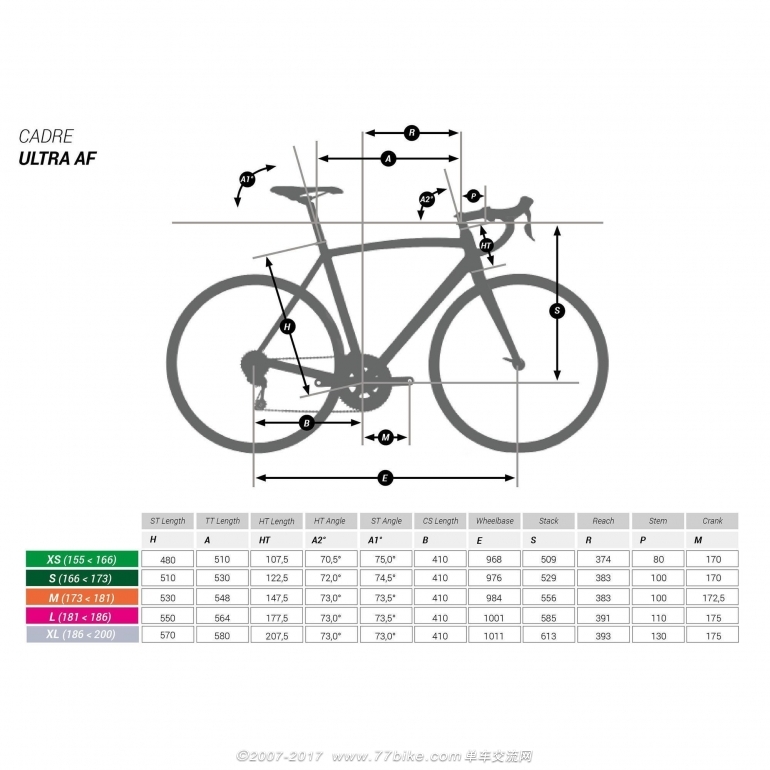 CADRE
ULTRA AF
R
A
A1°
A2°
P
HT
H
S
B
M
E
ST Length TT Length HT Length HT Angle ST Angle CS Length Wheelbase Stack Reach Stem Crank
H A HT A2° A1° B E S R P M
XS (155 < 166) 480 510 107,5 70,5° 75,0° 410 968 509 374 80 170
S (166 < 173) 510 530 122,5 72,0° 74,5° 410 976 529 383 100 170
M (173 < 181) 530 548 147,5 73,0° 73,5° 410 984 556 383 100 172,5
L (181 < 186) 550 564 177,5 73,0° 73,5° 410 1001 585 391 110 175
XL (186 < 200) 570 580 207,5 73,0° 73,0° 410 1011 613 393 130 175
©2007-2017 www.77bike.com 单车交流网